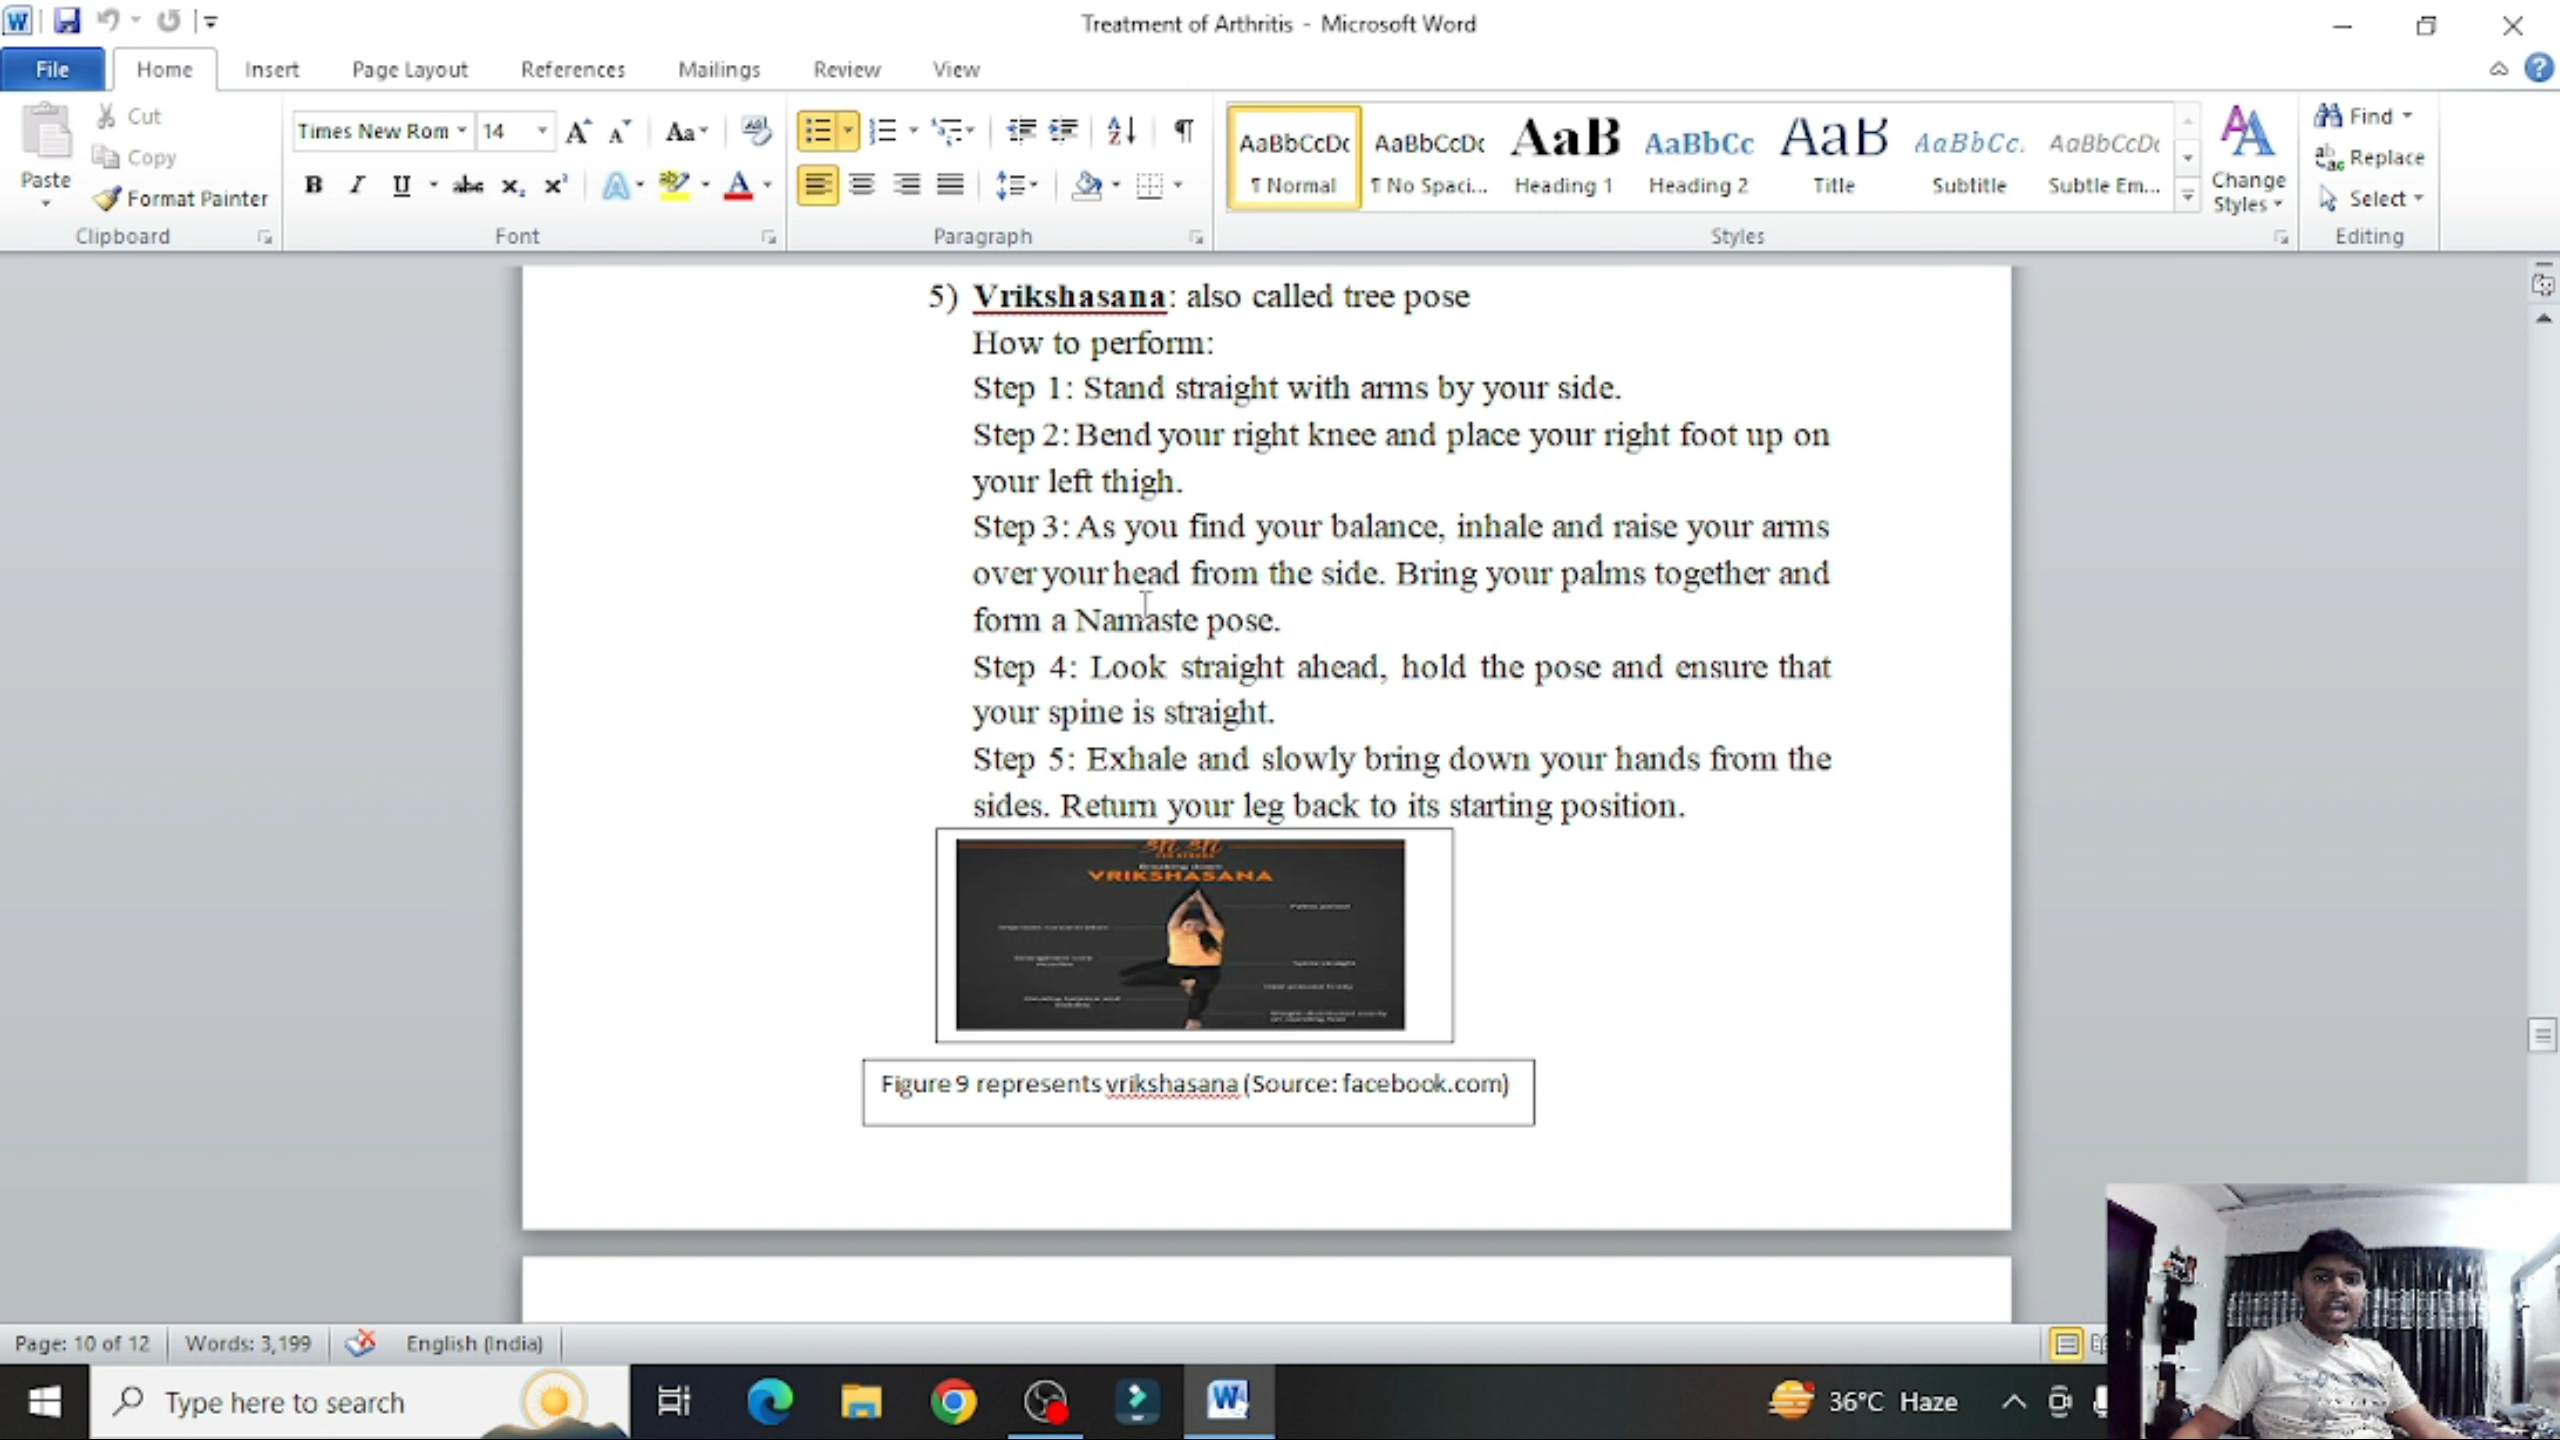 Treatment of Arthritis - Microsoft Word
File Home Insert Page Layout References Mailings Review View
Paste
Cut
Copy
Format Painter
Clipboard
Times New Rom 14
Font
Paragraph
AaBbCcDc AaBbCcDc AaB AaBbCc AaB AaBbCc. AaBbCcDc
¶ Normal ¶ No Spaci... Heading 1 Heading 2 Title Subtitle Subtle Em...
Change
Styles
Styles
Find
Replace
Select
Editing
5) Vrikshasana: also called tree pose
How to perform:
Step 1: Stand straight with arms by your side.
Step 2: Bend your right knee and place your right foot up on
your left thigh.
Step 3: As you find your balance, inhale and raise your arms
over your head from the side. Bring your palms together and
form a Namaste pose.
Step 4: Look straight ahead, hold the pose and ensure that
your spine is straight.
Step 5: Exhale and slowly bring down your hands from the
sides. Return your leg back to its starting position.
VRIKSHASANA
Figure 9 represents vrikshasana (Source: facebook.com)
Page: 10 of 12 Words: 3,199 English (India)
Type here to search
36°C Haze